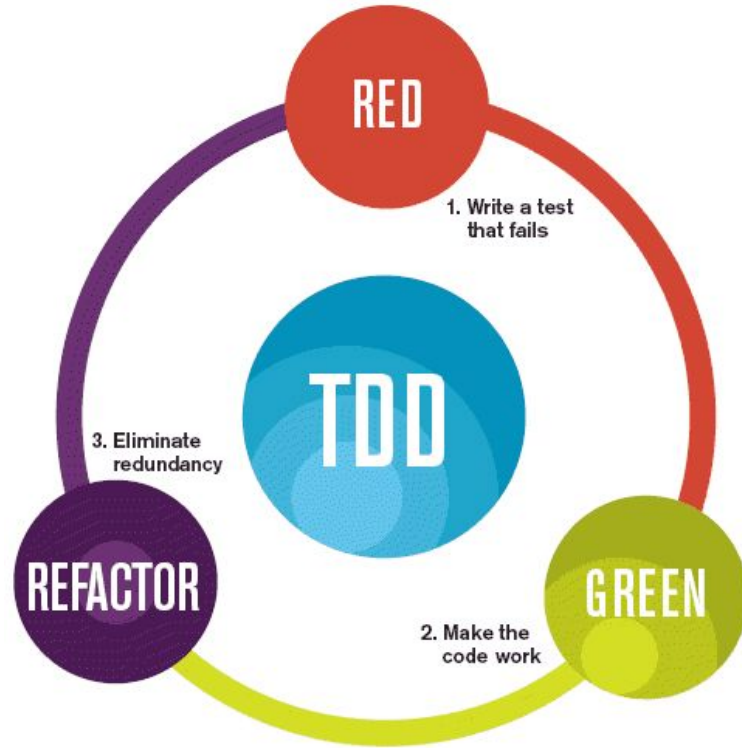 RED
1. Write a test
that fails
TDD
3. Eliminate
redundancy
REFACTOR
GREEN
2. Make the
code work